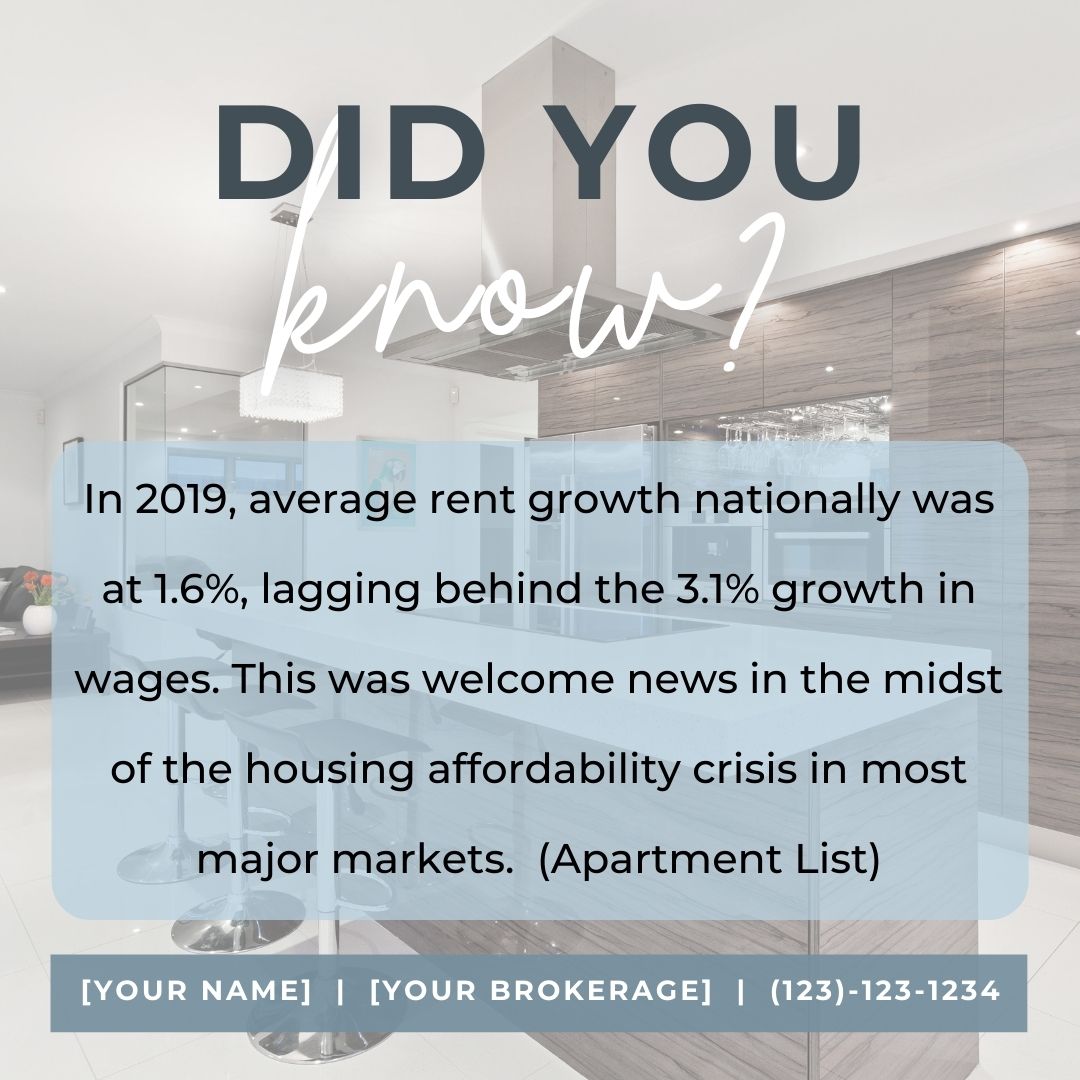 DID YOU
know?
In 2019, average rent growth nationally was
at 1.6%, lagging behind the 3.1% growth in
wages. This was welcome news in the midst
of the housing affordability crisis in most
major markets.  (Apartment List)
[YOUR NAME]  |  [YOUR BROKERAGE]  |  (123)-123-1234